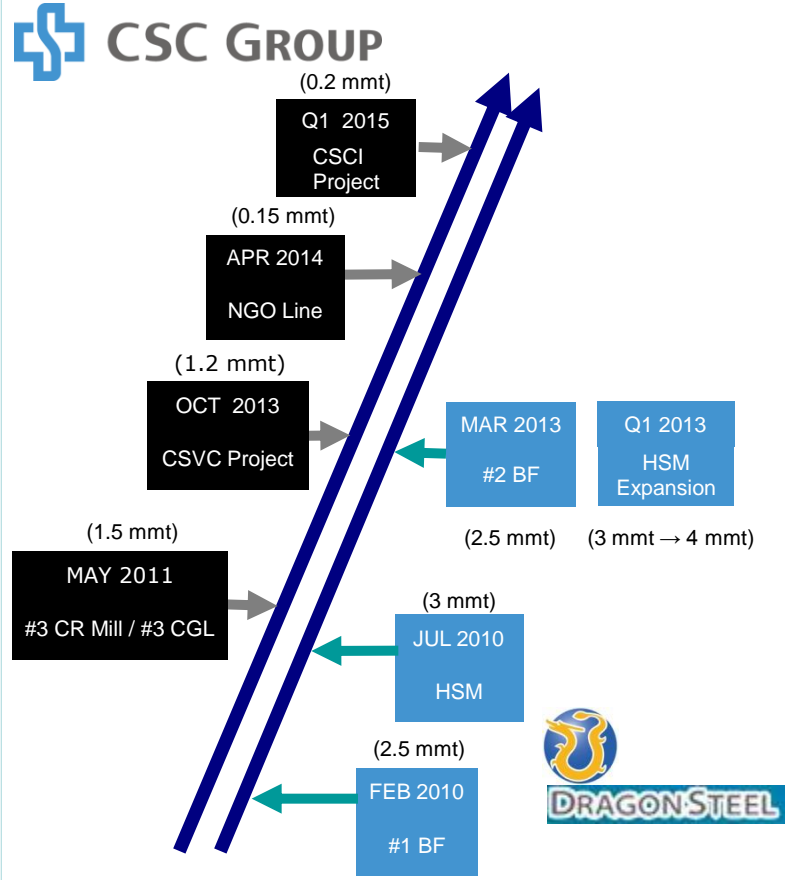 CSC GROUP
(0.2 mmt)
Q1 2015
CSCI
Project
(0.15 mmt)
APR 2014
NGO Line
(1.2 mmt)
OCT 2013
CSVC Project
MAR 2013
#2 BF
(2.5 mmt)
Q1 2013
HSM
Expansion
(3 mmt → 4 mmt)
(1.5 mmt)
MAY 2011
#3 CR Mill / #3 CGL
(3 mmt)
JUL 2010
HSM
(2.5 mmt)
FEB 2010
#1 BF
DRAGON STEEL